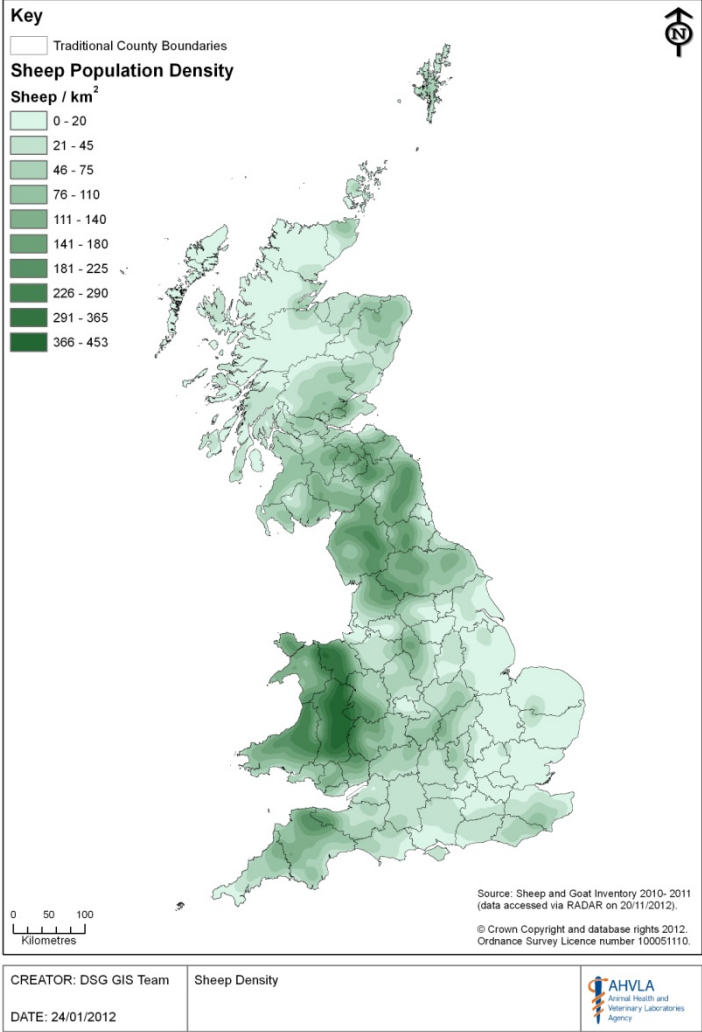 Key
Traditional County Boundaries
Sheep Population Density
Sheep / km²
0 - 20
21 - 45
46 - 75
76 - 110
111 - 140
141 - 180
181 - 225
226 - 290
291 - 365
366 - 453
N
0 50 100
Kilometres
Source: Sheep and Goat Inventory 2010- 2011
(data accessed via RADAR on 20/11/2012).
© Crown Copyright and database rights 2012.
Ordnance Survey Licence number 100051110.
CREATOR: DSG GIS Team
DATE: 24/01/2012
Sheep Density
AHVLA
Animal Health and
Veterinary Laboratories
Agency